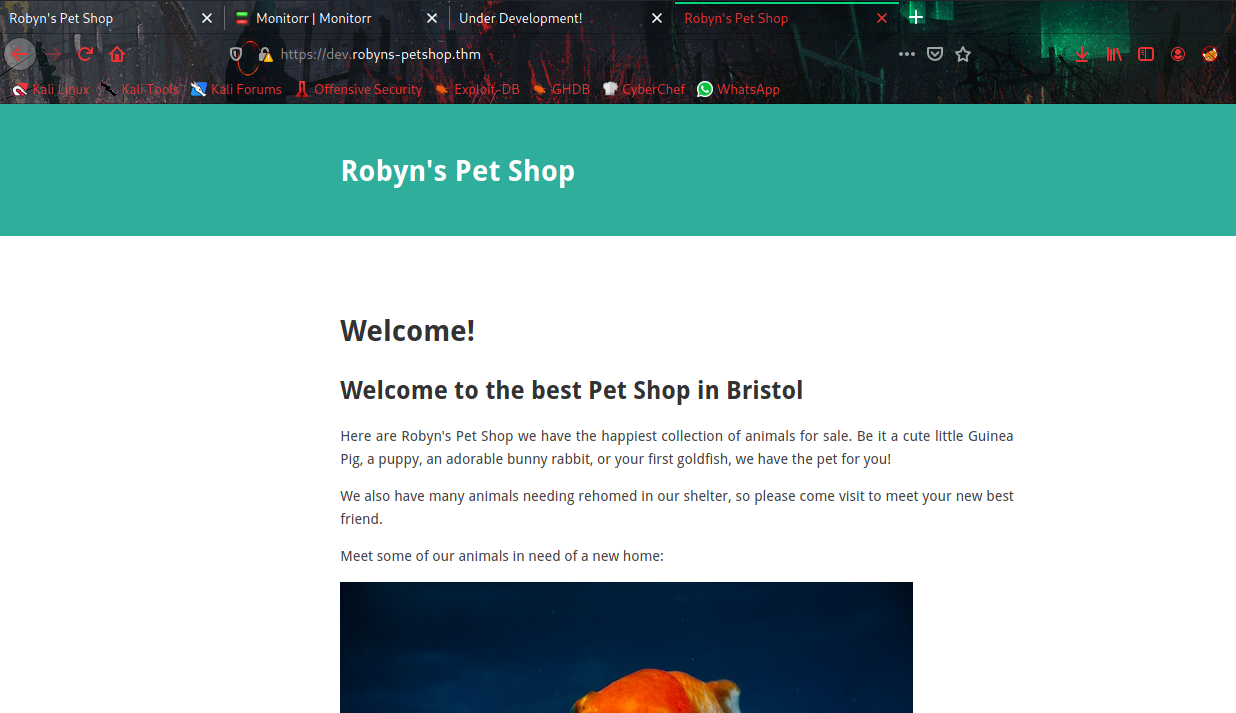 Robyn's Pet Shop Monitorr | Monitorr Under Development! Robyn's Pet Shop
https://dev.robyns-petshop.thm
Kali Linux Kali Tools Kali Forums Offensive Security Exploit-DB GHDB CyberChef WhatsApp
Robyn's Pet Shop
Welcome!
Welcome to the best Pet Shop in Bristol
Here are Robyn's Pet Shop we have the happiest collection of animals for sale. Be it a cute little Guinea
Pig, a puppy, an adorable bunny rabbit, or your first goldfish, we have the pet for you!
We also have many animals needing rehomed in our shelter, so please come visit to meet your new best
friend.
Meet some of our animals in need of a new home: